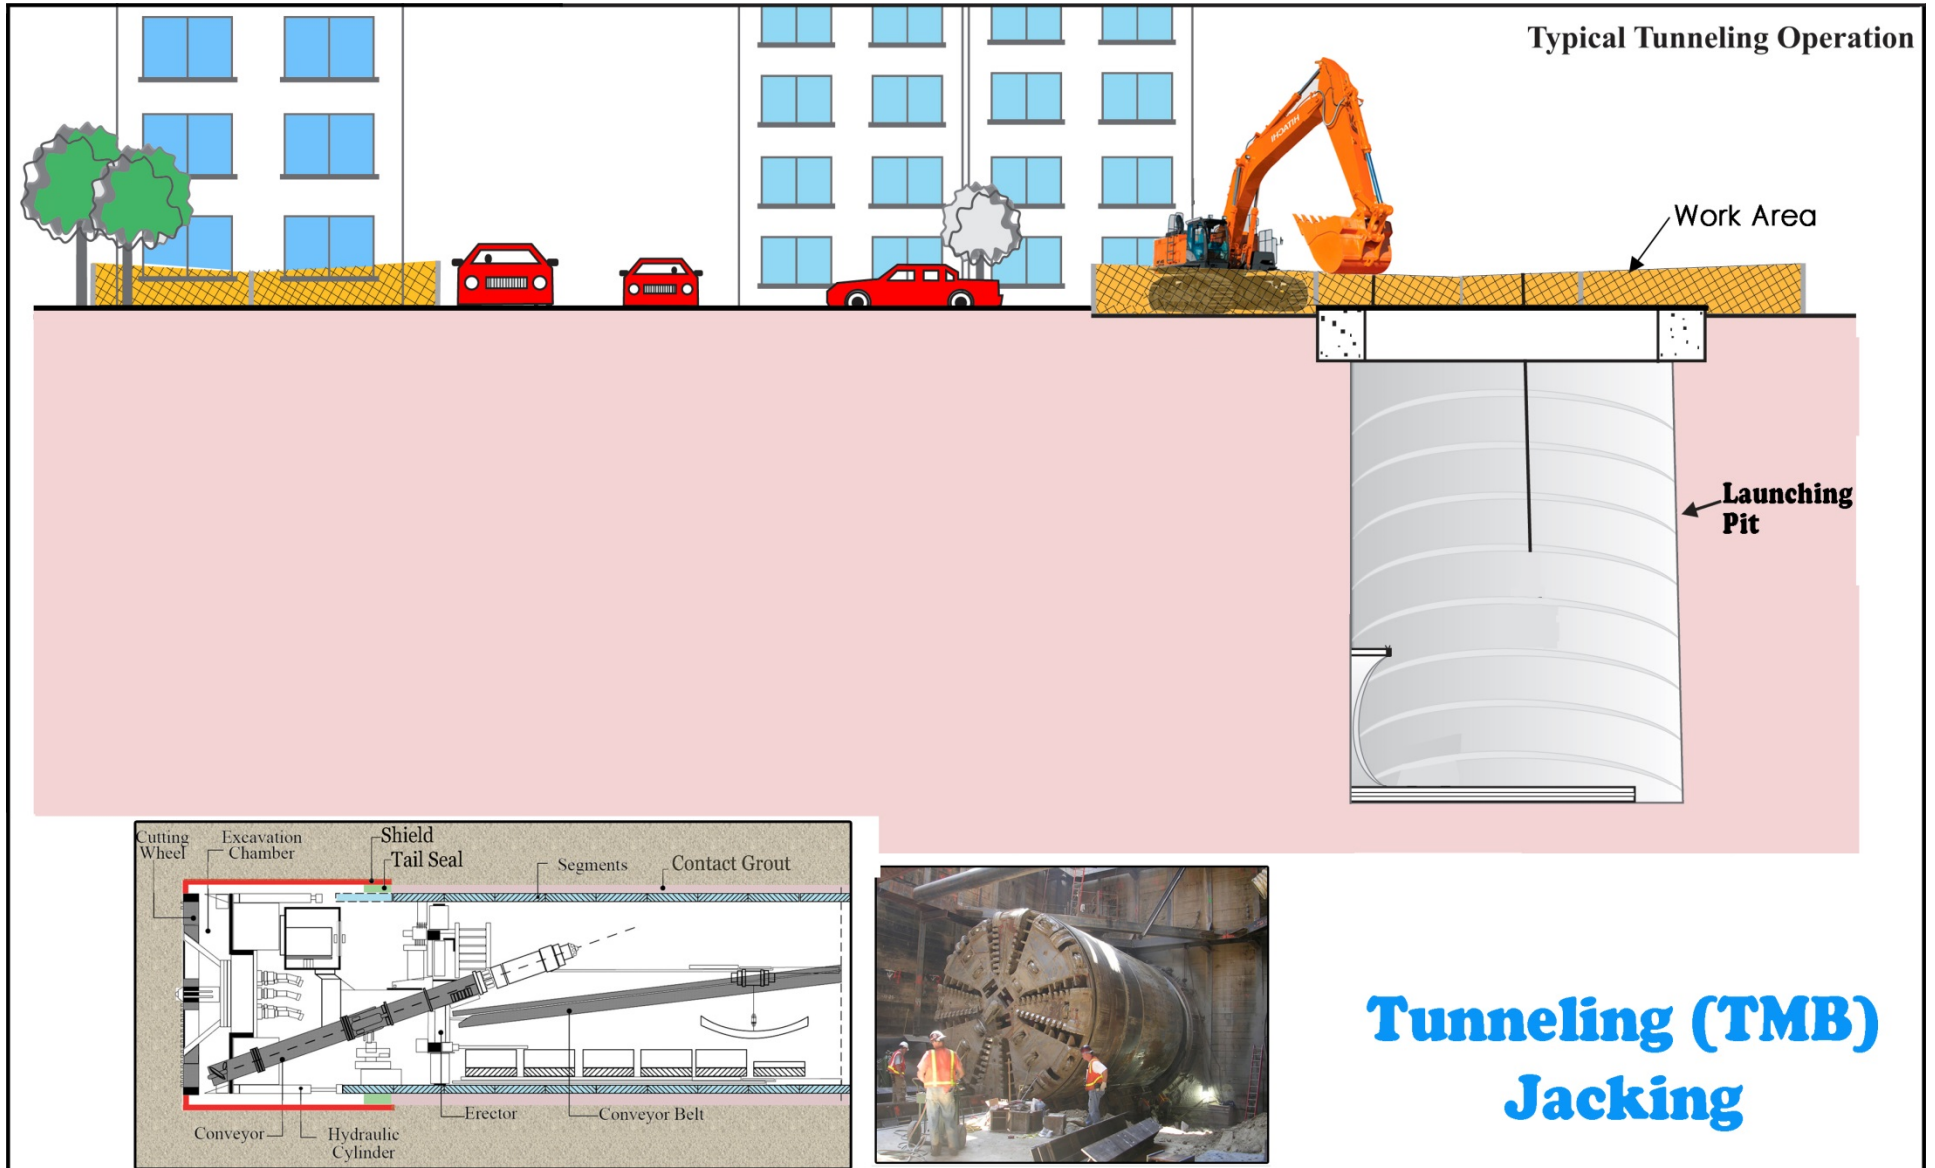 Typical Tunneling Operation
HITACHI
Work Area
Launching
Pit
Cutting
Wheel
Excavation
Chamber
Shield
Tail Seal
Segments
Contact Grout
Erector
Conveyor Belt
Conveyor
Hydraulic
Cylinder
Tunneling (TMB)
Jacking